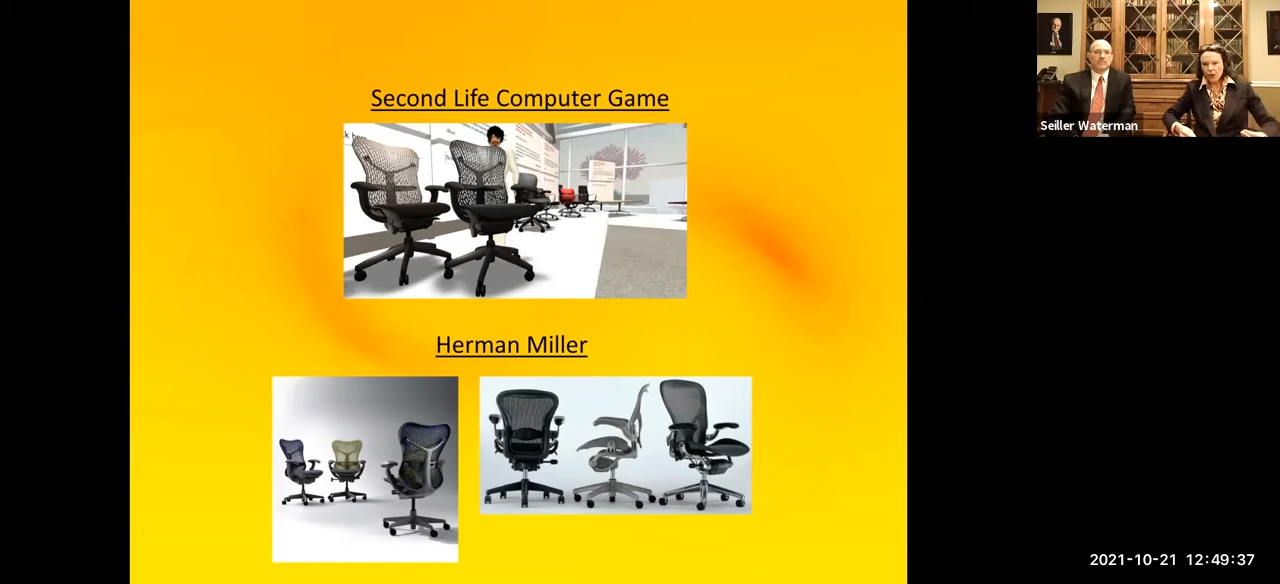 Second Life Computer Game
Herman Miller
Seiller Waterman
2021-10-21 12:49:37